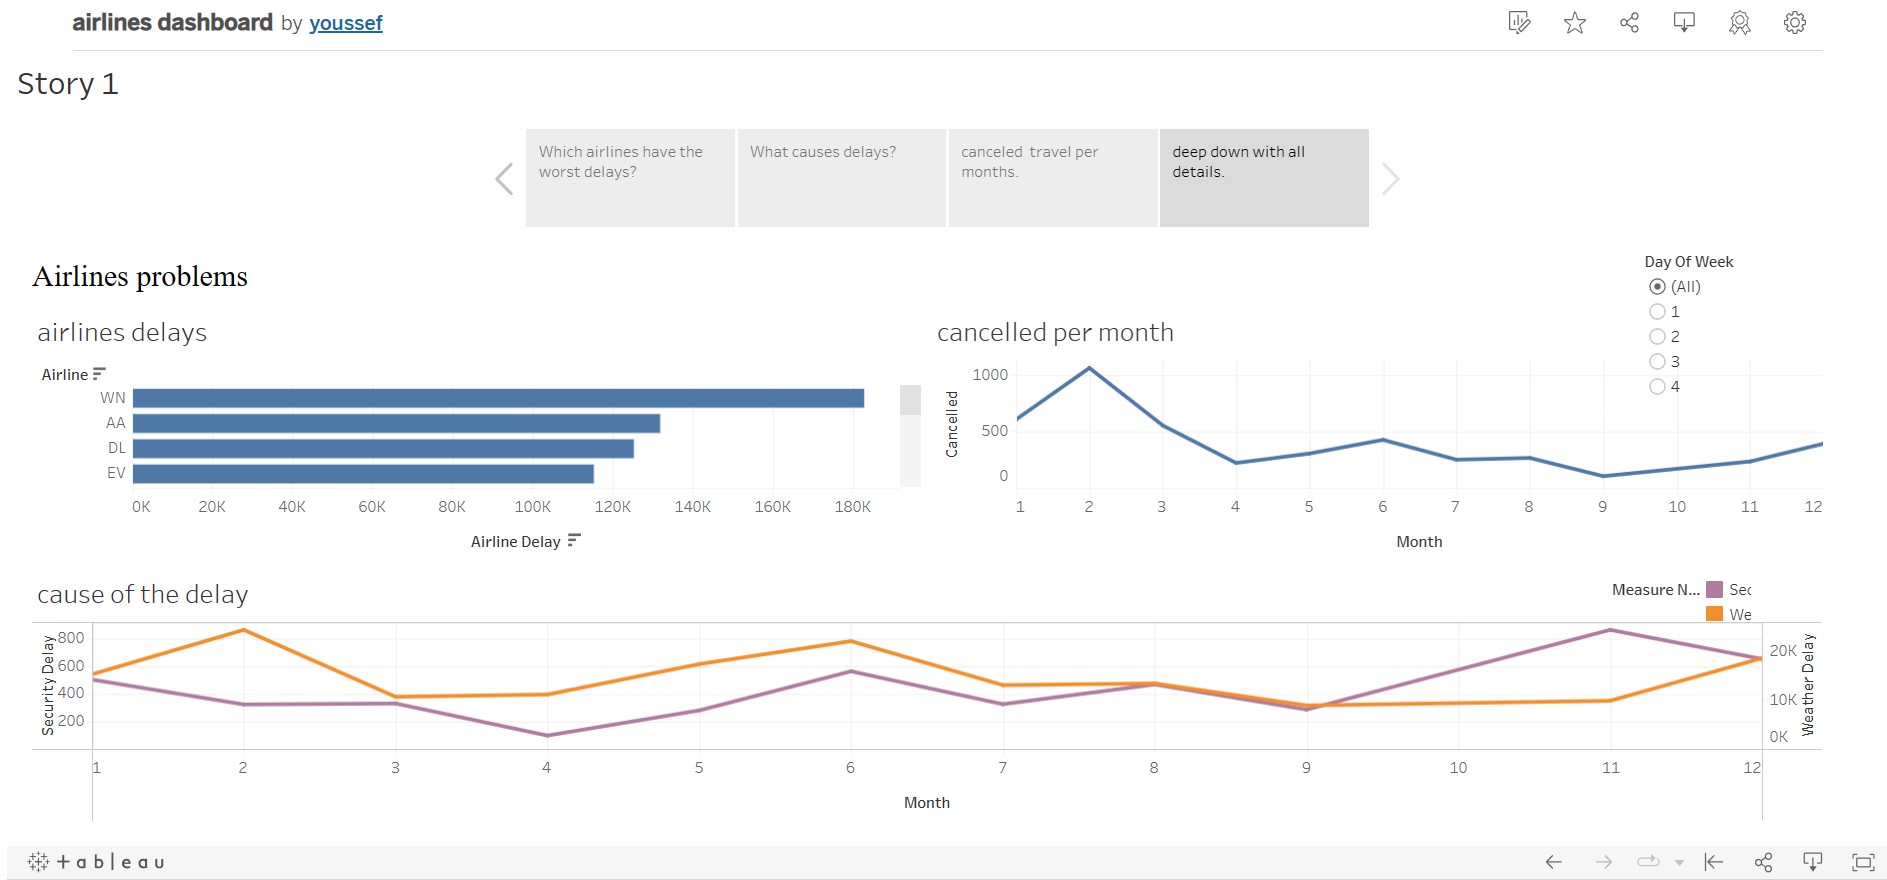 airlines dashboard by youssef
Story 1
Which airlines have the
worst delays?
What causes delays?
canceled travel per
months.
deep down with all
details.
Airlines problems
Day Of Week
(All)
1
2
3
4
airlines delays
Airline
WN
AA
DL
EV
0K 20K 40K 60K 80K 100K 120K 140K 160K 180K
Airline Delay
cancelled per month
Cancelled
1000
500
0
1 2 3 4 5 6 7 8 9 10 11 12
Month
cause of the delay
Measure N...
Sec
We
Security Delay
800
600
400
200
20K
10K
0K
Weather Delay
1 2 3 4 5 6 7 8 9 10 11 12
Month
+ a b | e a u